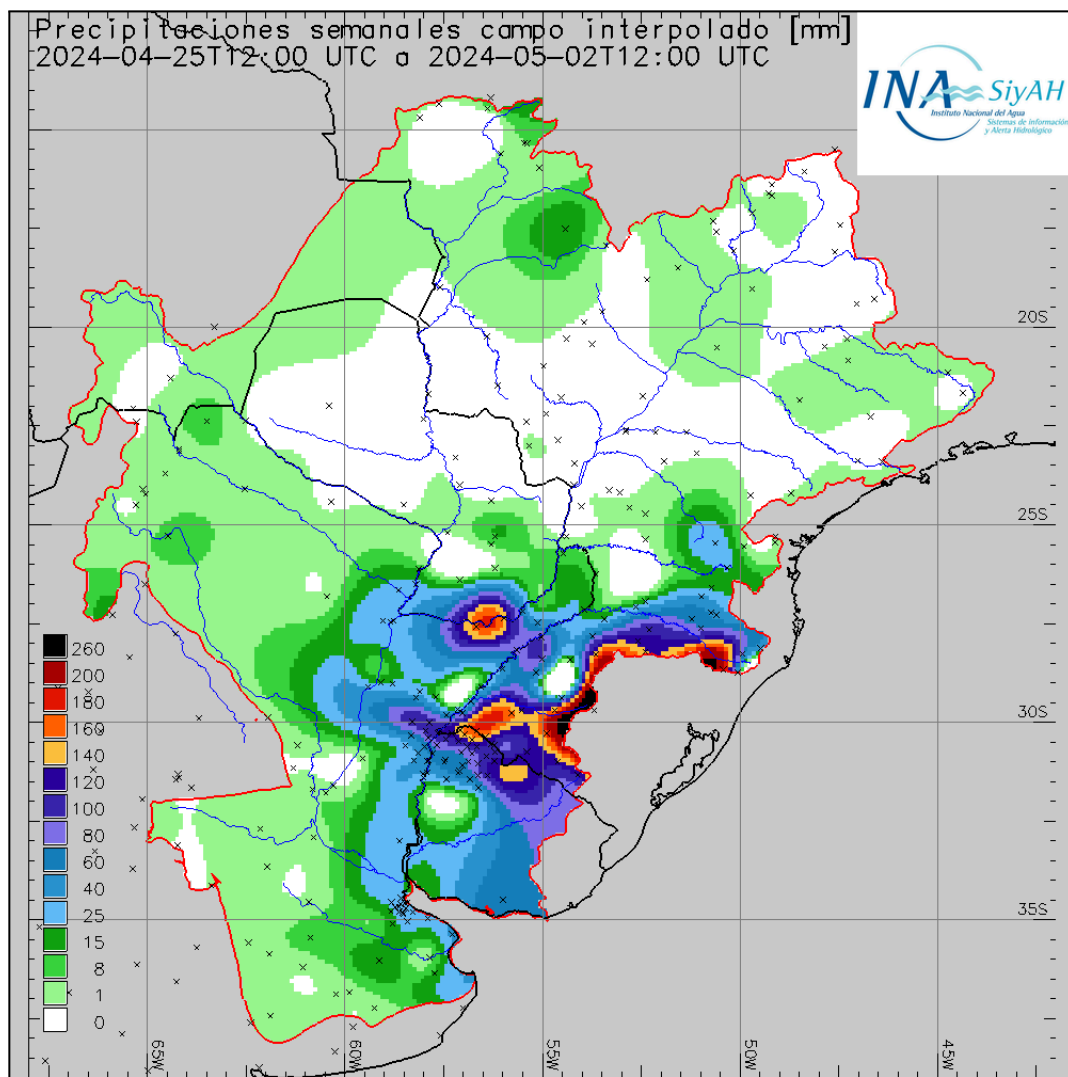 Precipitaciones semanales campo interpolado [mm]
2024-04-25T12:00 UTC a 2024-05-02T12:00 UTC
INA SiyAH
Instituto Nacional del Agua
Sistemas de información
y Alerta Hidrológico
20S
25S
30S
35S
260
200
180
160
140
120
100
80
60
40
25
15
8
1
0
65W
60W
55W
50W
45W